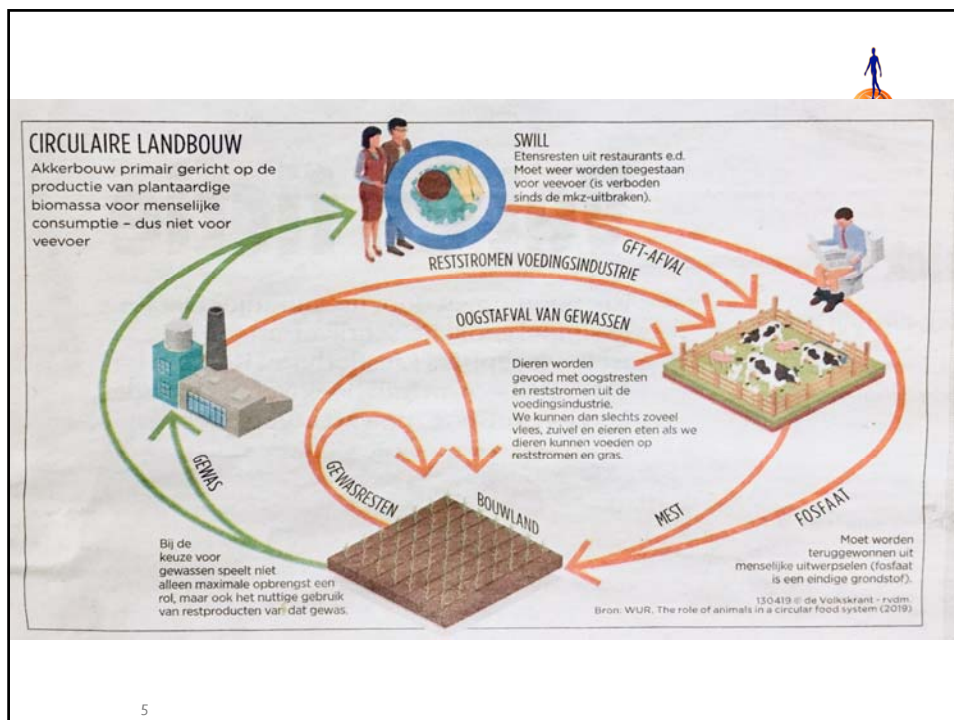 CIRCULAIRE LANDBOUW
Akkerbouw primair gericht op de
productie van plantaardige
biomassa voor menselijke
consumptie – dus niet voor
veevoer
SWILL
Etensresten uit restaurants e.d.
Moet weer worden toegestaan
voor veevoer (is verboden
sinds de mkz-uitbraken).
GFT-AFVAL
RESTSTROMEN VOEDINGSINDUSTRIE
OOGSTAFVAL VAN GEWASSEN
Dieren worden
gevoed met oogstresten
en reststromen uit de
voedingsindustrie.
We kunnen dan slechts zoveel
vlees, zuivel en eieren eten als we
dieren kunnen voeden op
reststromen en gras.
GEWAS
GEWASRESTEN
BOUWLAND
MEST
FOSFAAT
Bij de
keuze voor
gewassen speelt niet
alleen maximale opbrengst een
rol, maar ook het nuttige gebruik
van restproducten van dat gewas.
Moet worden
teruggewonnen uit
menselijke uitwerpselen (fosfaat
is een eindige grondstof).
130419 © de Volkskrant - rvdm.
Bron: WUR. The role of animals in a circular food system (2019)
5